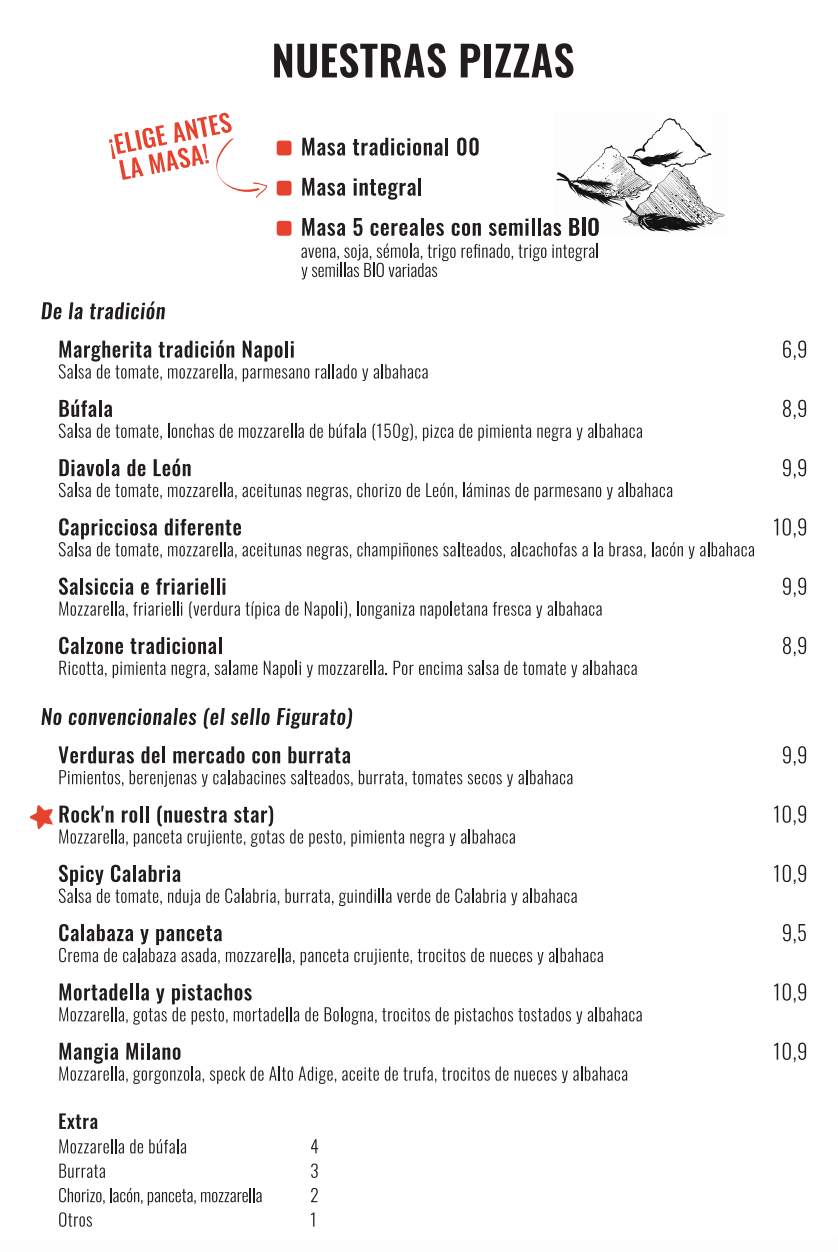 NUESTRAS PIZZAS
¡ELIGE ANTES
LA MASA!
Masa tradicional 00
Masa integral
Masa 5 cereales con semillas BIO
avena, soja, sémola, trigo refinado, trigo integral
y semillas BIO variadas
De la tradición
Margherita tradición Napoli 6,9
Salsa de tomate, mozzarella, parmesano rallado y albahaca
Búfala 8,9
Salsa de tomate, lonchas de mozzarella de búfala (150g), pizca de pimienta negra y albahaca
Diavola de León 9,9
Salsa de tomate, mozzarella, aceitunas negras, chorizo de León, láminas de parmesano y albahaca
Capricciosa diferente 10,9
Salsa de tomate, mozzarella, aceitunas negras, champiñones salteados, alcachofas a la brasa, lacón y albahaca
Salsiccia e friarielli 9,9
Mozzarella, friarielli (verdura típica de Napoli), longaniza napoletana fresca y albahaca
Calzone tradicional 8,9
Ricotta, pimienta negra, salame Napoli y mozzarella. Por encima salsa de tomate y albahaca
No convencionales (el sello Figurato)
Verduras del mercado con burrata 9,9
Pimientos, berenjenas y calabacines salteados, burrata, tomates secos y albahaca
Rock'n roll (nuestra star) 10,9
Mozzarella, panceta crujiente, gotas de pesto, pimienta negra y albahaca
Spicy Calabria 10,9
Salsa de tomate, nduja de Calabria, burrata, guindilla verde de Calabria y albahaca
Calabaza y panceta 9,5
Crema de calabaza asada, mozzarella, panceta crujiente, trocitos de nueces y albahaca
Mortadella y pistachos 10,9
Mozzarella, gotas de pesto, mortadella de Bologna, trocitos de pistachos tostados y albahaca
Mangia Milano 10,9
Mozzarella, gorgonzola, speck de Alto Adige, aceite de trufa, trocitos de nueces y albahaca
Extra
Mozzarella de búfala 4
Burrata 3
Chorizo, lacón, panceta, mozzarella 2
Otros 1